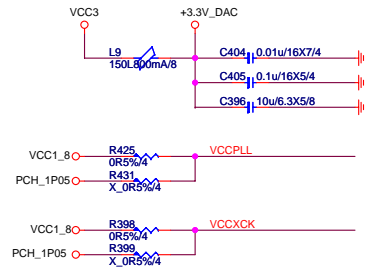 VCC3 +3.3V_DAC
L9 C404 0.01u/16X7/4
150L800mA/8
C405 0.1u/16X5/4
C396 10u/6.3X5/8
R425 VCCPLL
VCC1_8 0R5%/4
R431
PCH_1P05 X_0R5%/4
R398 VCCXCK
VCC1_8 0R5%/4
R399
PCH_1P05 X_0R5%/4